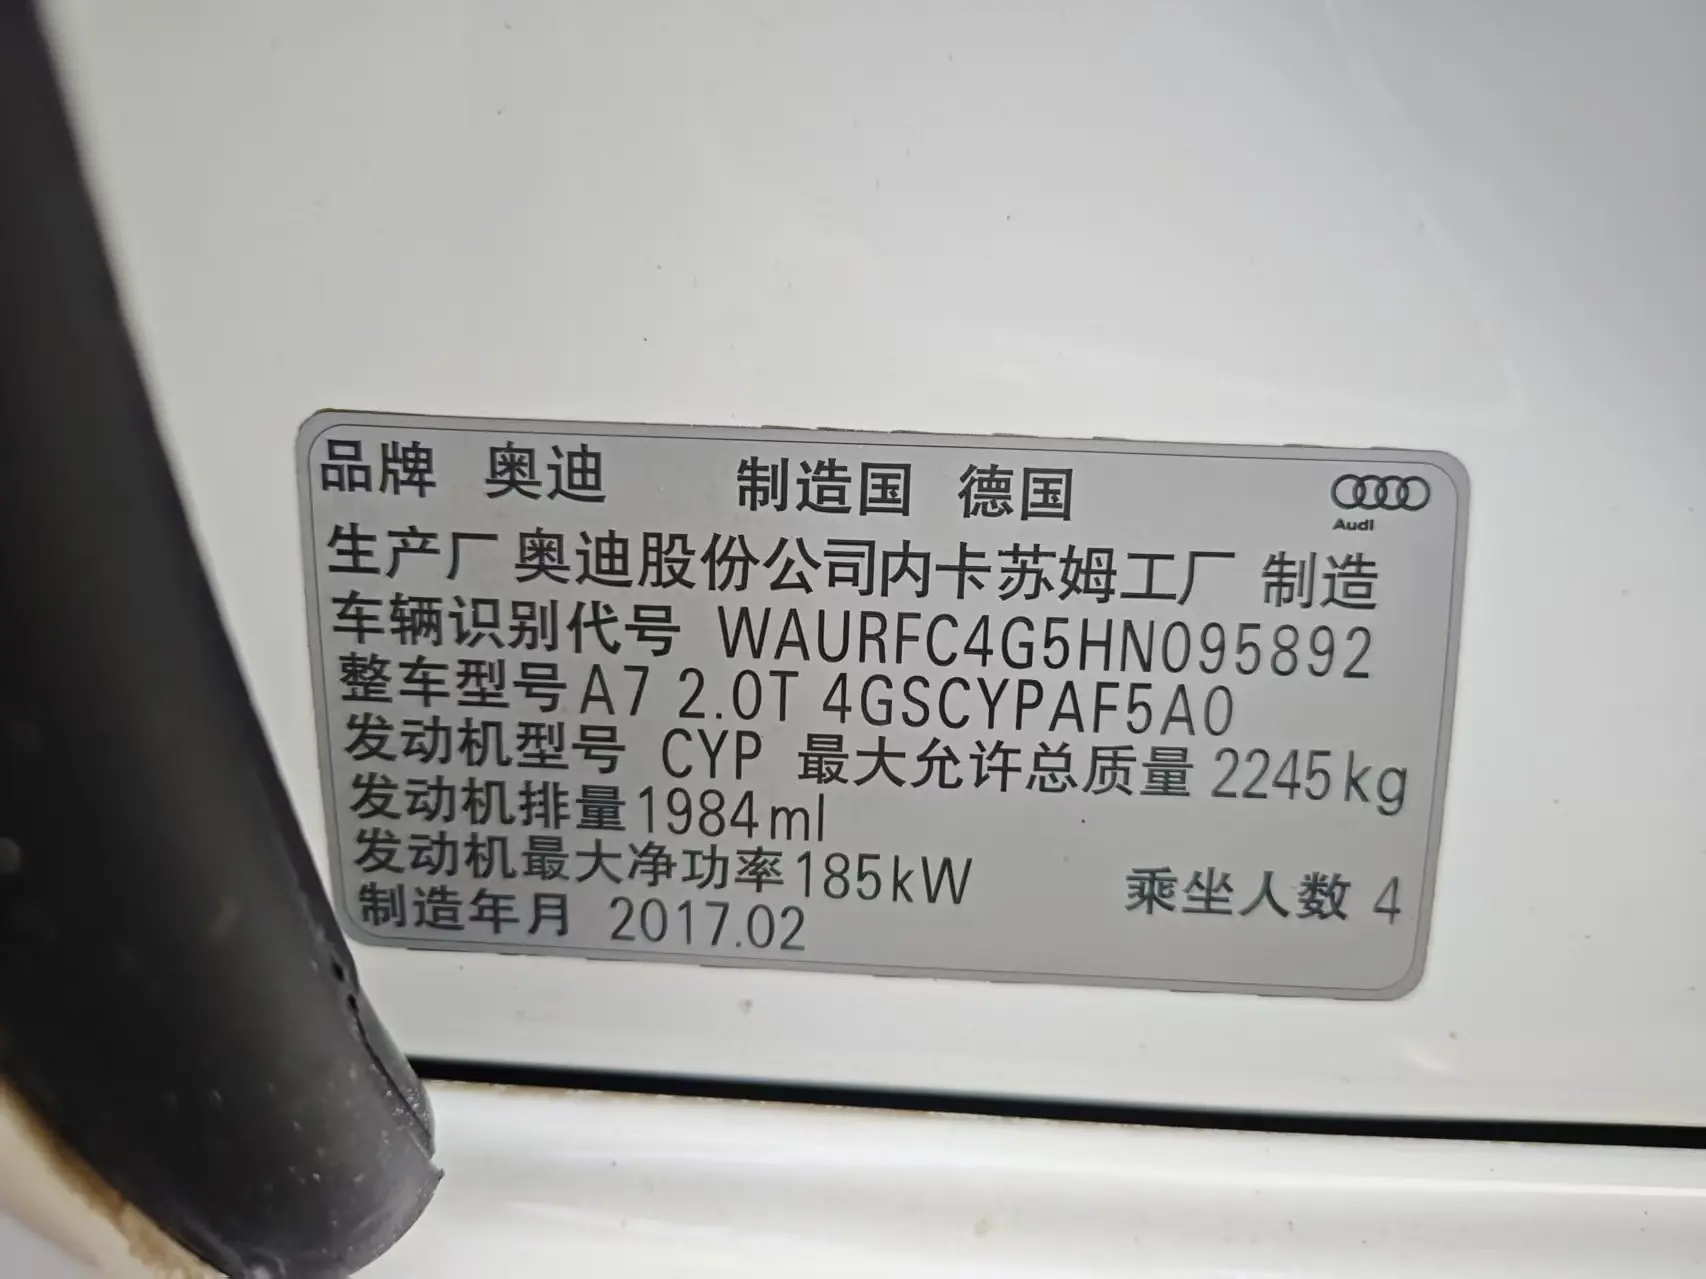 品牌 奥迪 制造国 德国
Audi
生产厂 奥迪股份公司内卡苏姆工厂 制造
车辆识别代号 WAURFC4G5HN095892
整车型号 A7 2.0T 4GSCYPAF5A0
发动机型号 CYP 最大允许总质量 2245kg
发动机排量 1984ml
发动机最大净功率 185kW 乘坐人数 4
制造年月 2017.02